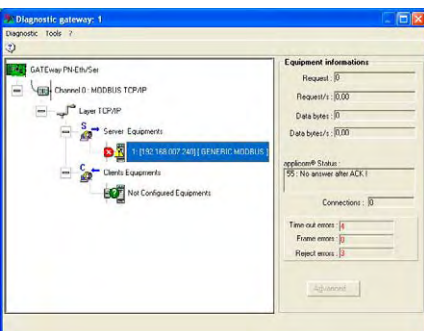 Diagnostic gateway: 1
Diagnostic Tools ?
GATEway PN-Eth/Ser
Channel 0 : MODBUS TCP/IP
Layer TCP/IP
S
Server Equipments
1: [192.168.007.240] [ GENERIC MODBUS ]
C
Clients Equipments
Not Configured Equipments
Equipment informations
Request : 0
Request/s : 0,00
Data bytes : 0
Data bytes/s : 0,00
applicom® Status :
55 : No answer after ACK !
Connections : 0
Time out errors : 4
Frame errors : 0
Reject errors : 3
Advanced...